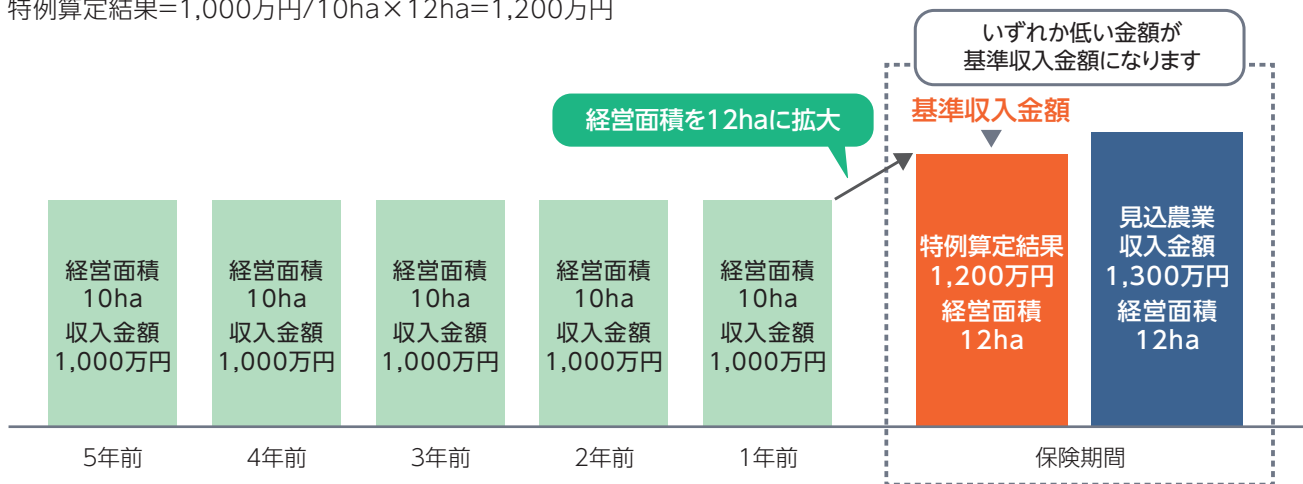 特例算定結果=1,000万円/10ha×12ha=1,200万円
いずれか低い金額が
基準収入金額になります
経営面積を12haに拡大
基準収入金額
経営面積
10ha
収入金額
1,000万円
経営面積
10ha
収入金額
1,000万円
経営面積
10ha
収入金額
1,000万円
経営面積
10ha
収入金額
1,000万円
経営面積
10ha
収入金額
1,000万円
特例算定結果
1,200万円
経営面積
12ha
見込農業
収入金額
1,300万円
経営面積
12ha
5年前
4年前
3年前
2年前
1年前
保険期間